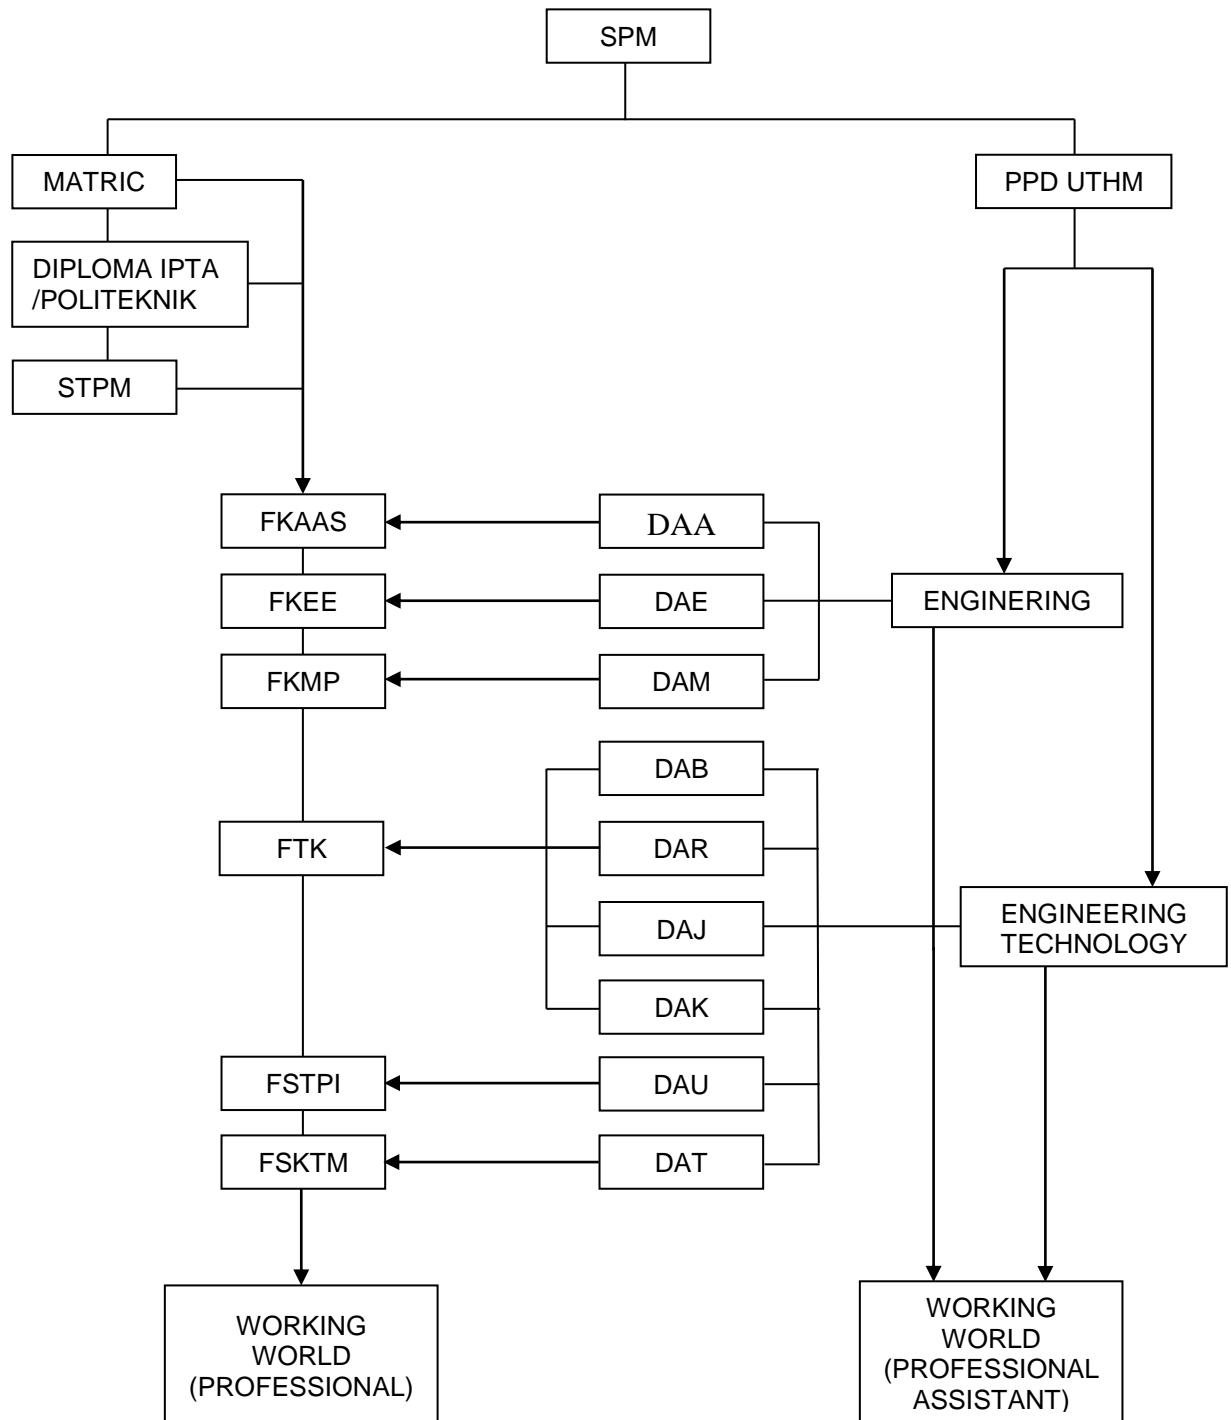 SPM
MATRIC
PPD UTHM
DIPLOMA IPTA
/POLITEKNIK
STPM
FKAAS
DAA
FKEE
DAE
ENGINERING
FKMP
DAM
DAB
FTK
DAR
DAJ
ENGINEERING
TECHNOLOGY
DAK
FSTPI
DAU
FSKTM
DAT
WORKING
WORLD
(PROFESSIONAL)
WORKING
WORLD
(PROFESSIONAL
ASSISTANT)